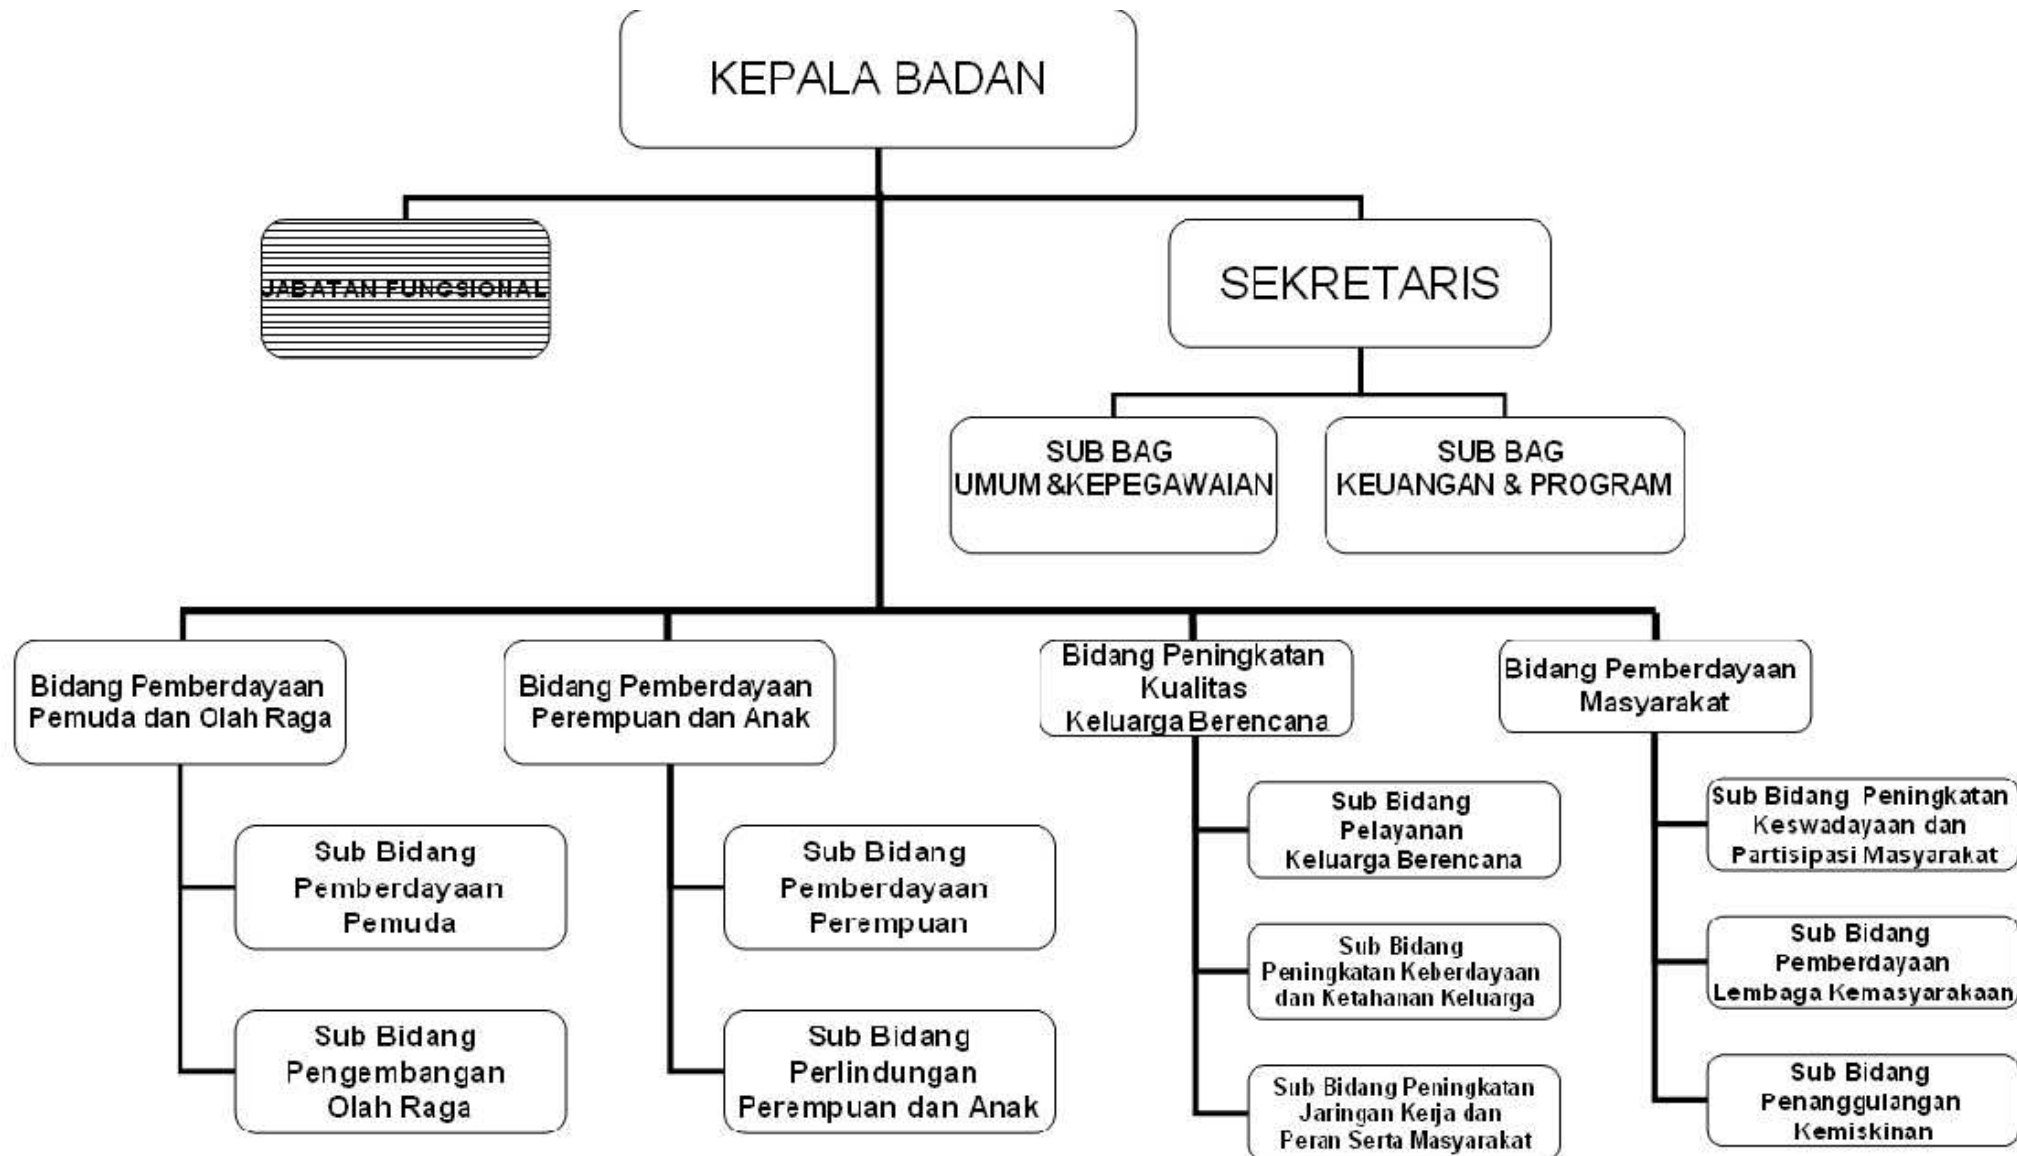 KEPALA BADAN
JABATAN FUNGSIONAL
SEKRETARIS
SUB BAG
UMUM &KEPEGAWAIAN
SUB BAG
KEUANGAN & PROGRAM
Bidang Pemberdayaan
Pemuda dan Olah Raga
Sub Bidang
Pemberdayaan
Pemuda
Sub Bidang
Pengembangan
Olah Raga
Bidang Pemberdayaan
Perempuan dan Anak
Sub Bidang
Pemberdayaan
Perempuan
Sub Bidang
Perlindungan
Perempuan dan Anak
Bidang Peningkatan
Kualitas
Keluarga Berencana
Sub Bidang
Pelayanan
Keluarga Berencana
Sub Bidang
Peningkatan Keberdayaan
dan Ketahanan Keluarga
Sub Bidang Peningkatan
Jaringan Kerja dan
Peran Serta Masyarakat
Bidang Pemberdayaan
Masyarakat
Sub Bidang Peningkatan
Keswadayaan dan
Partisipasi Masyarakat
Sub Bidang
Pemberdayaan
Lembaga Kemasyarakaan
Sub Bidang
Penanggulangan
Kemiskinan